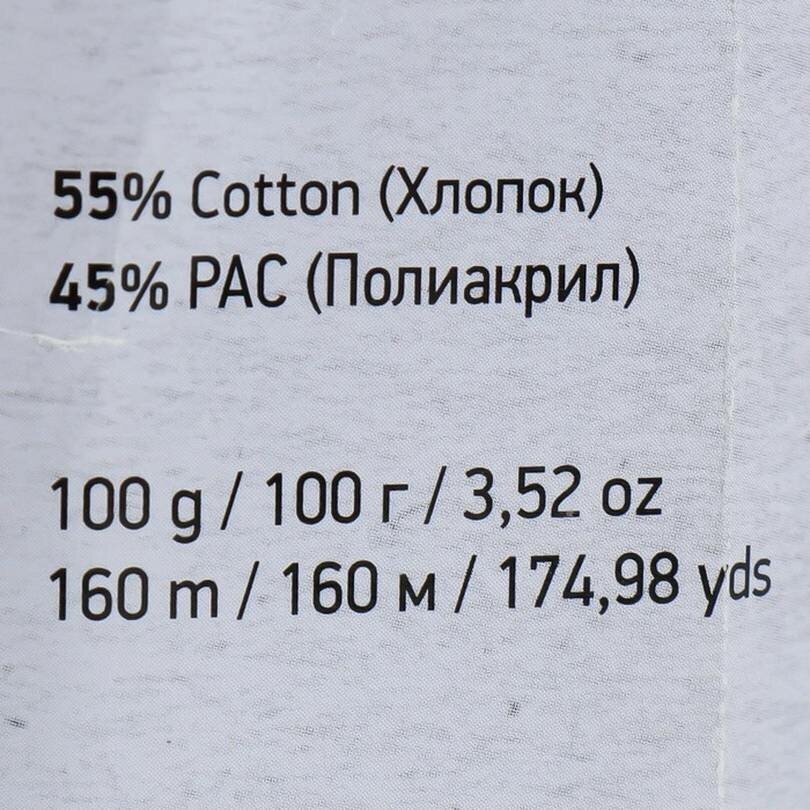 55% Cotton (Хлопок)
45% PAC (Полиакрил)
100 g / 100 г / 3,52 oz
160 m / 160 м / 174,98 yds